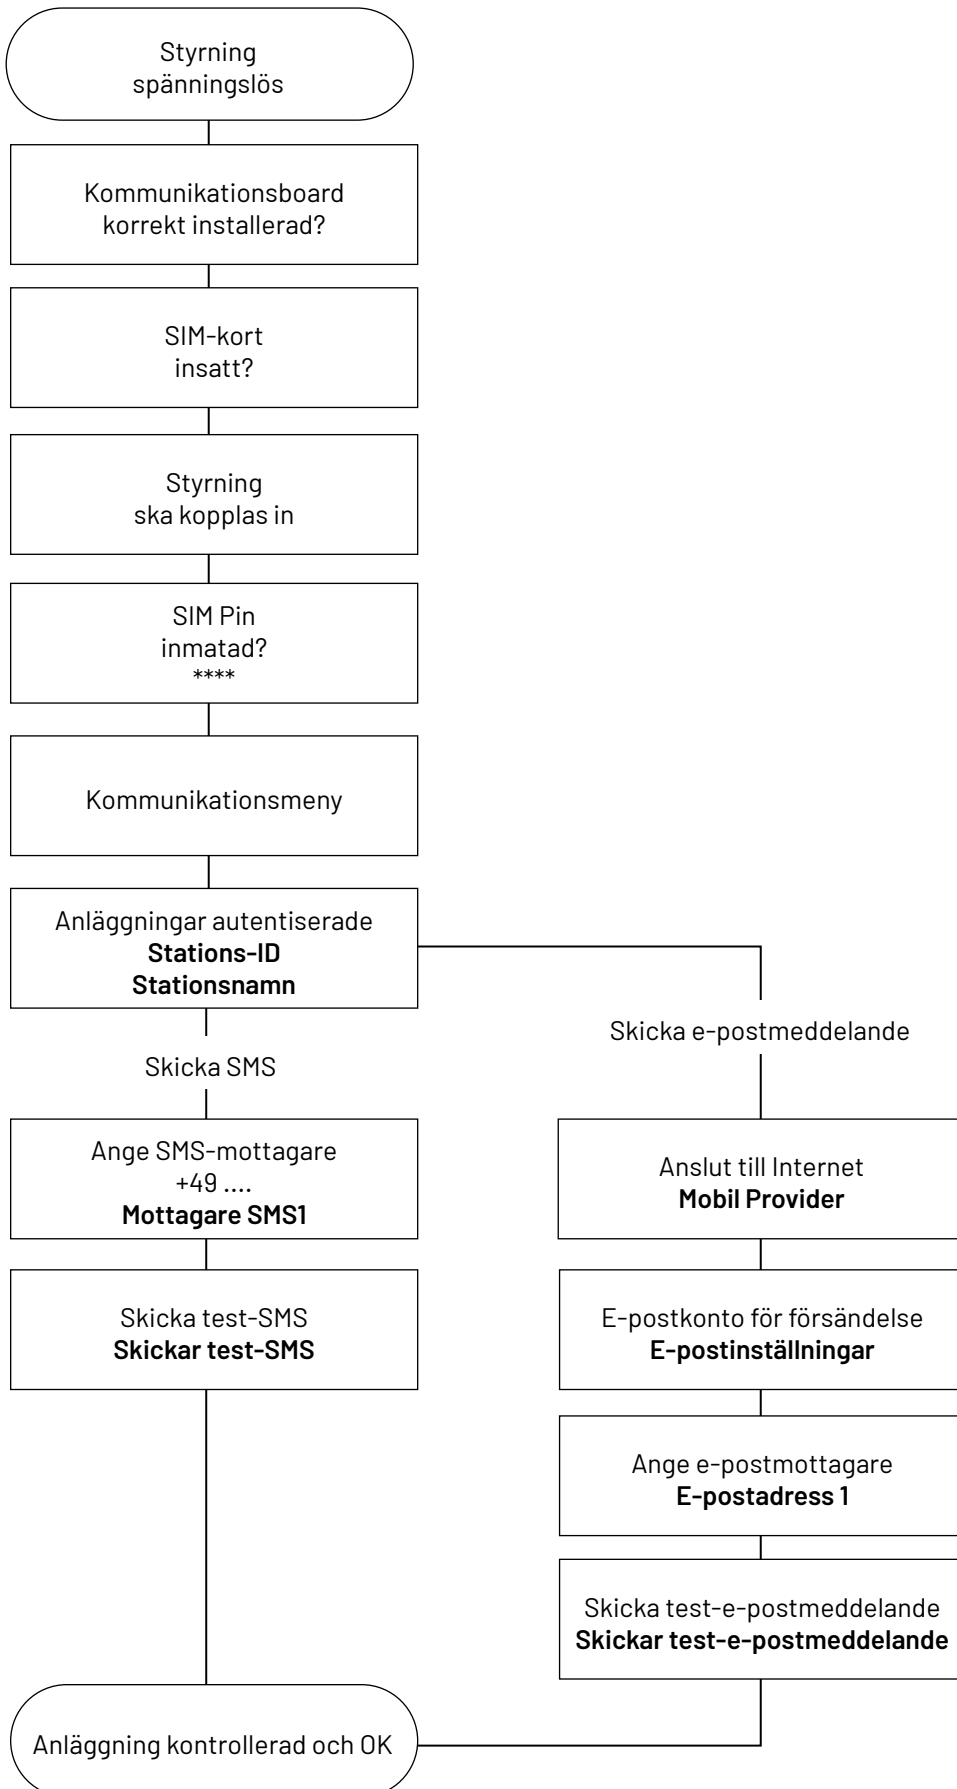 Styrning
spänningslös
Kommunikationsboard
korrekt installerad?
SIM-kort
insatt?
Styrning
ska kopplas in
SIM Pin
inmatad?
****
Kommunikationsmeny
Anläggningar autentiserade
Stations-ID
Stationsnamn
Skicka SMS
Ange SMS-mottagare
+49 ....
Mottagare SMS1
Skicka test-SMS
Skickar test-SMS
Skicka e-postmeddelande
Anslut till Internet
Mobil Provider
E-postkonto för försändelse
E-postinställningar
Ange e-postmottagare
E-postadress 1
Skicka test-e-postmeddelande
Skickar test-e-postmeddelande
Anläggning kontrollerad och OK